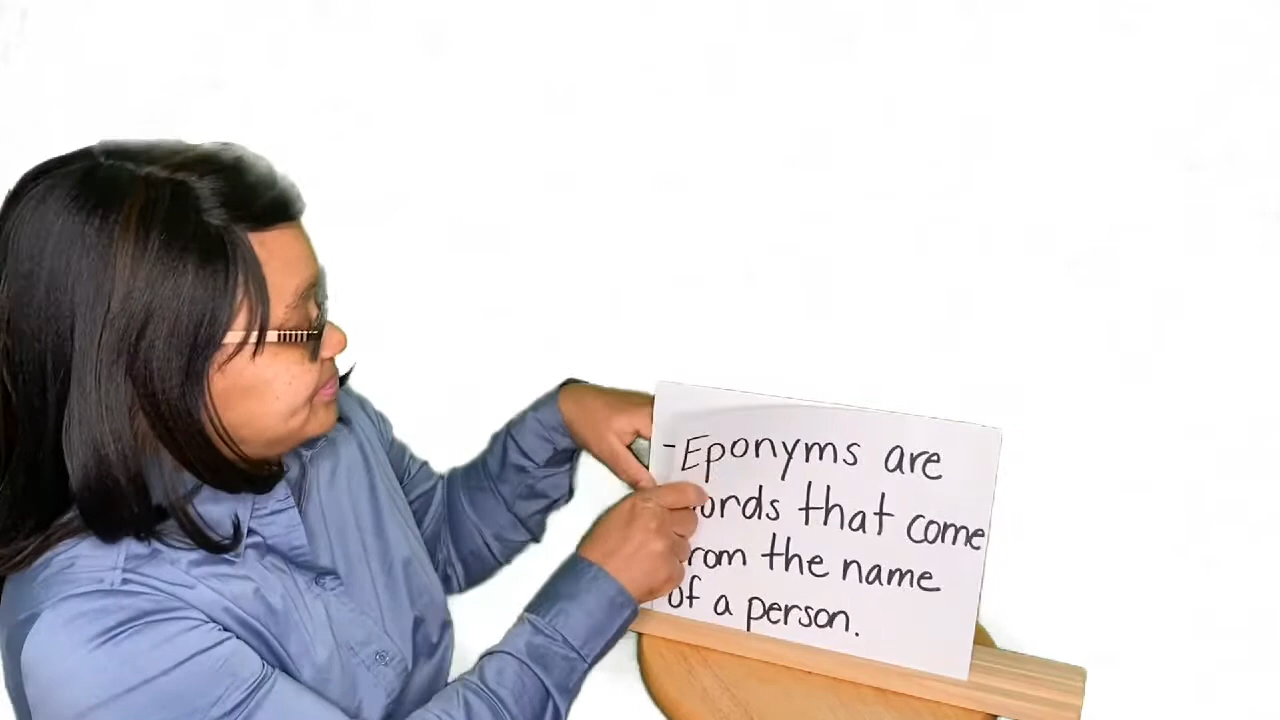 - Eponyms are
words that come
from the name
of a person.